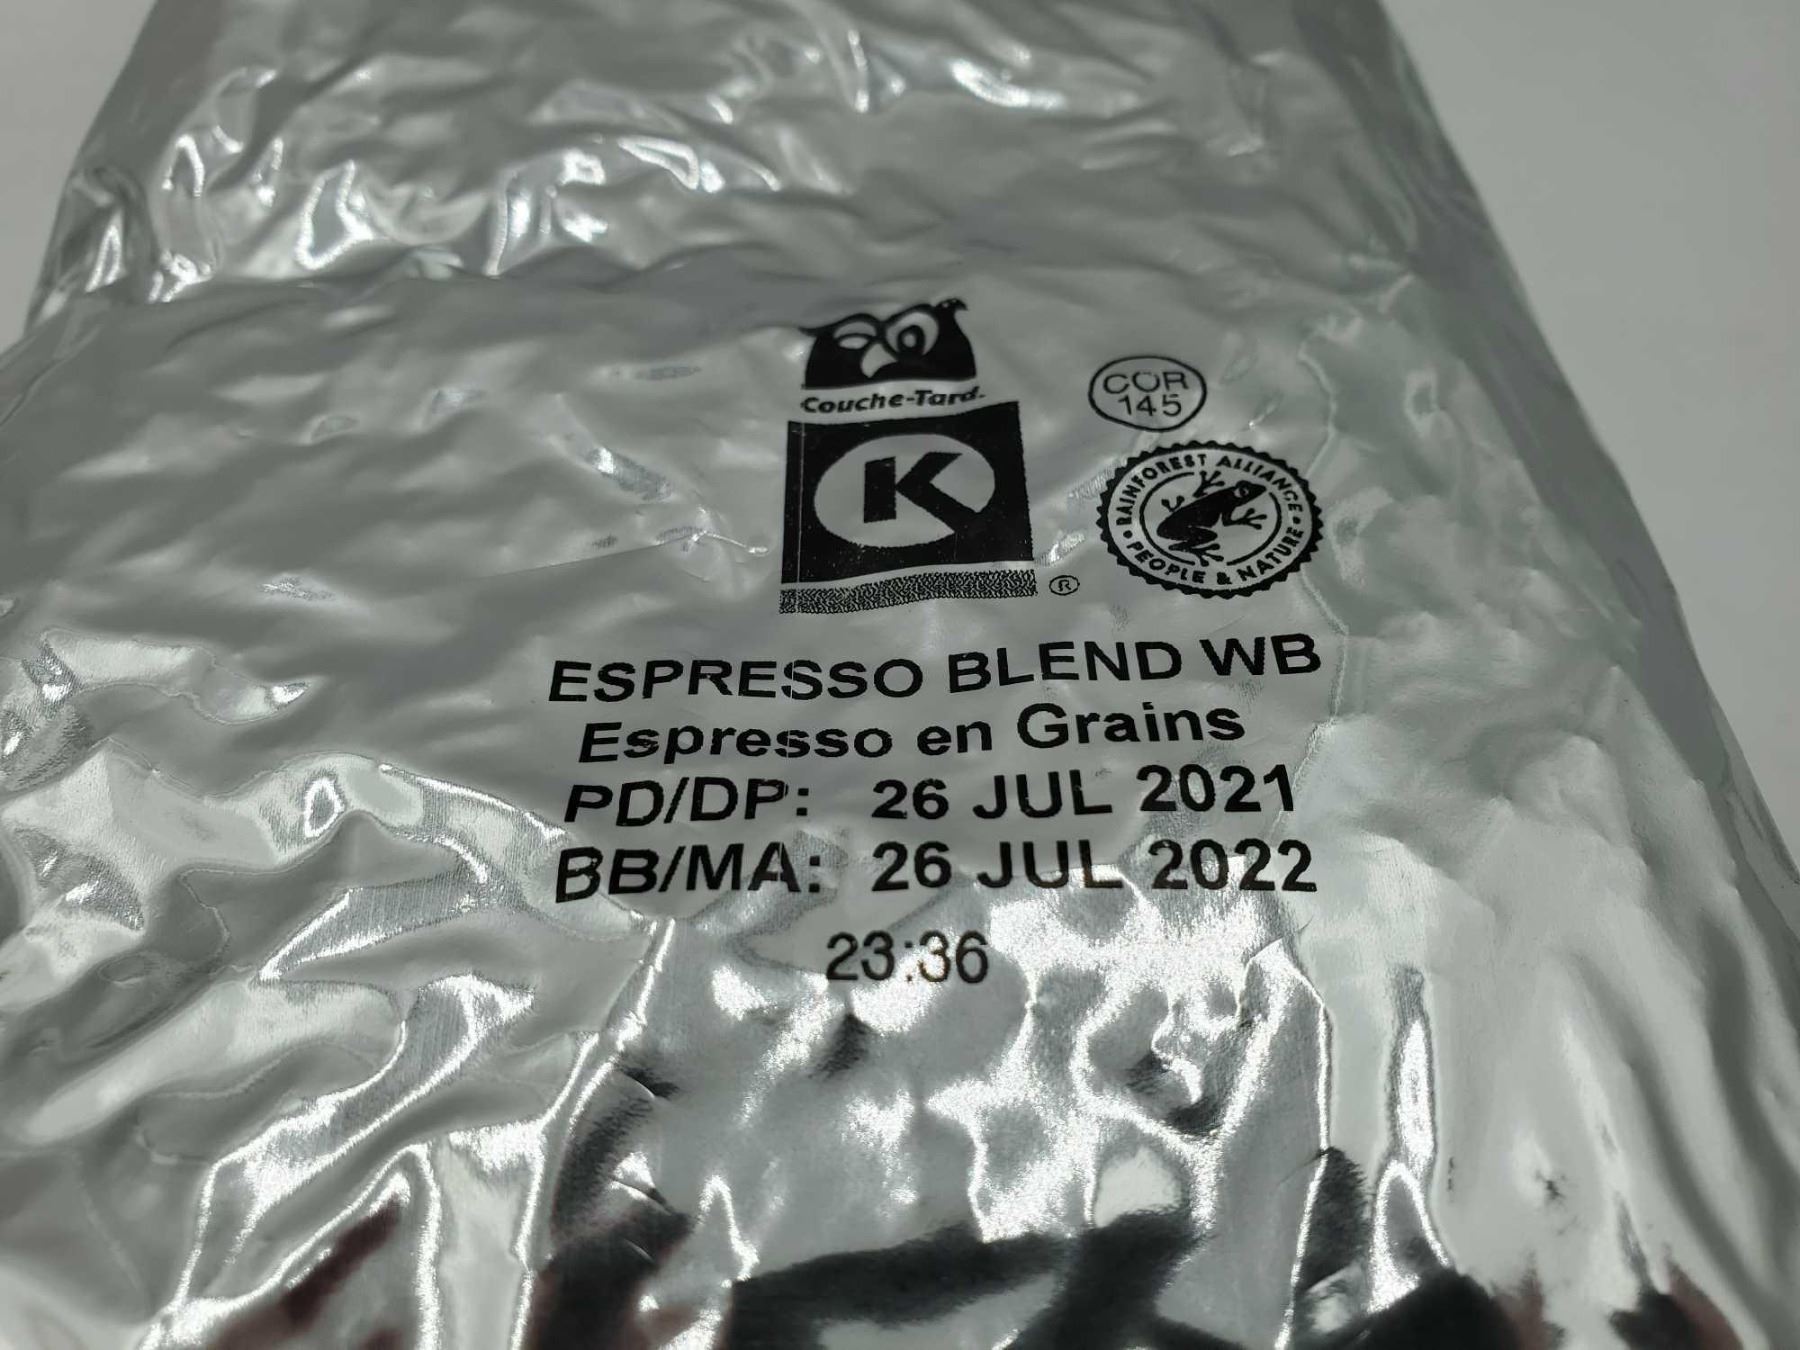 Couche-Tard
K
®
COR
145
RAINFOREST ALLIANCE
PEOPLE & NATURE
ESPRESSO BLEND WB
Espresso en Grains
PD/DP: 26 JUL 2021
BB/MA: 26 JUL 2022
23:36